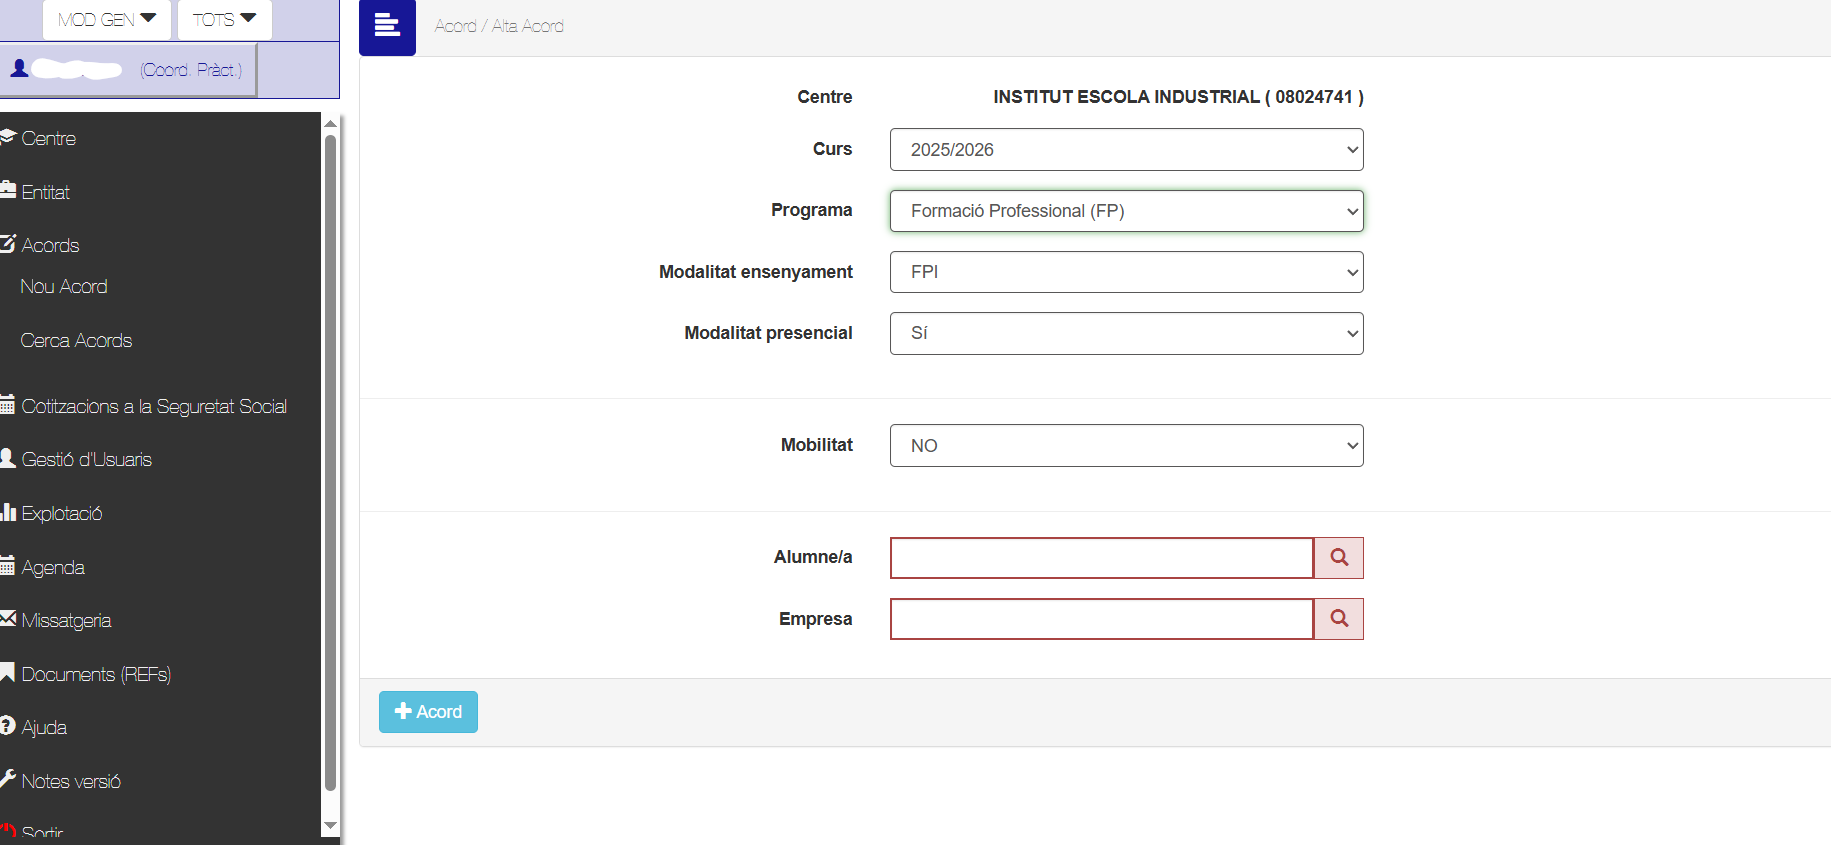 MOD GEN
TOTS
(Coord. Pràct.)
Centre
Entitat
Acords
Nou Acord
Cerca Acords
Cotitzacions a la Seguretat Social
Gestió d'Usuaris
Explotació
Agenda
Missatgeria
Documents (REFs)
Ajuda
Notes versió
Sortir
Acord / Alta Acord
Centre INSTITUT ESCOLA INDUSTRIAL ( 08024741 )
Curs 2025/2026
Programa Formació Professional (FP)
Modalitat ensenyament FPI
Modalitat presencial Sí
Mobilitat NO
Alumne/a
Empresa
Acord